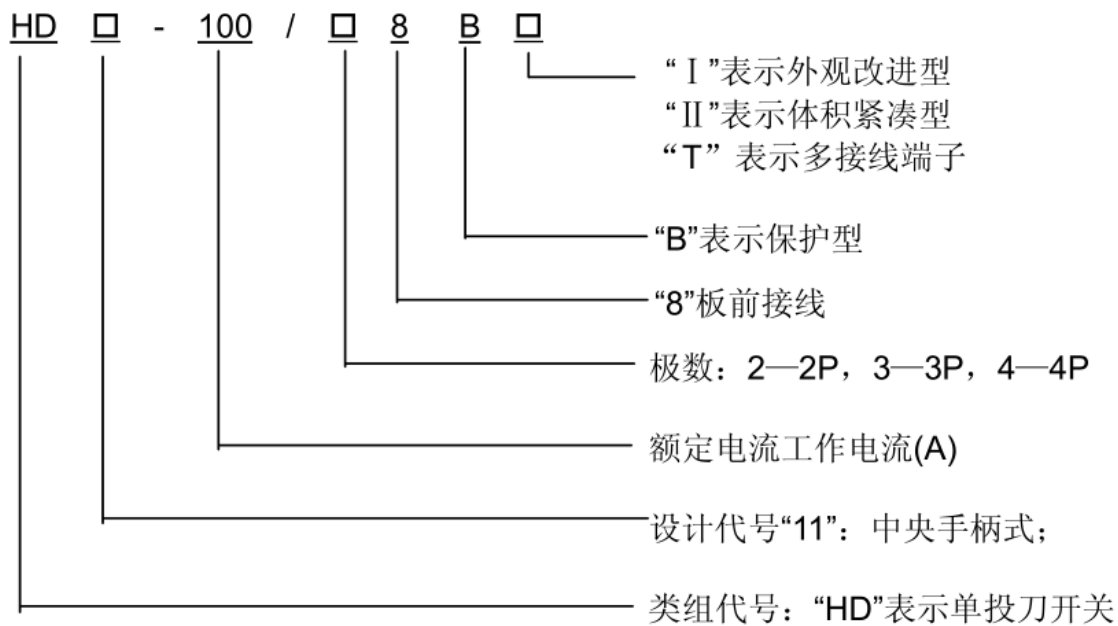 HD □ - 100 / □ 8 B □
“Ⅰ”表示外观改进型
“Ⅱ”表示体积紧凑型
“T”表示多接线端子
“B”表示保护型
“8”板前接线
极数：2—2P，3—3P，4—4P
额定电流工作电流(A)
设计代号“11”：中央手柄式；
类组代号：“HD”表示单投刀开关